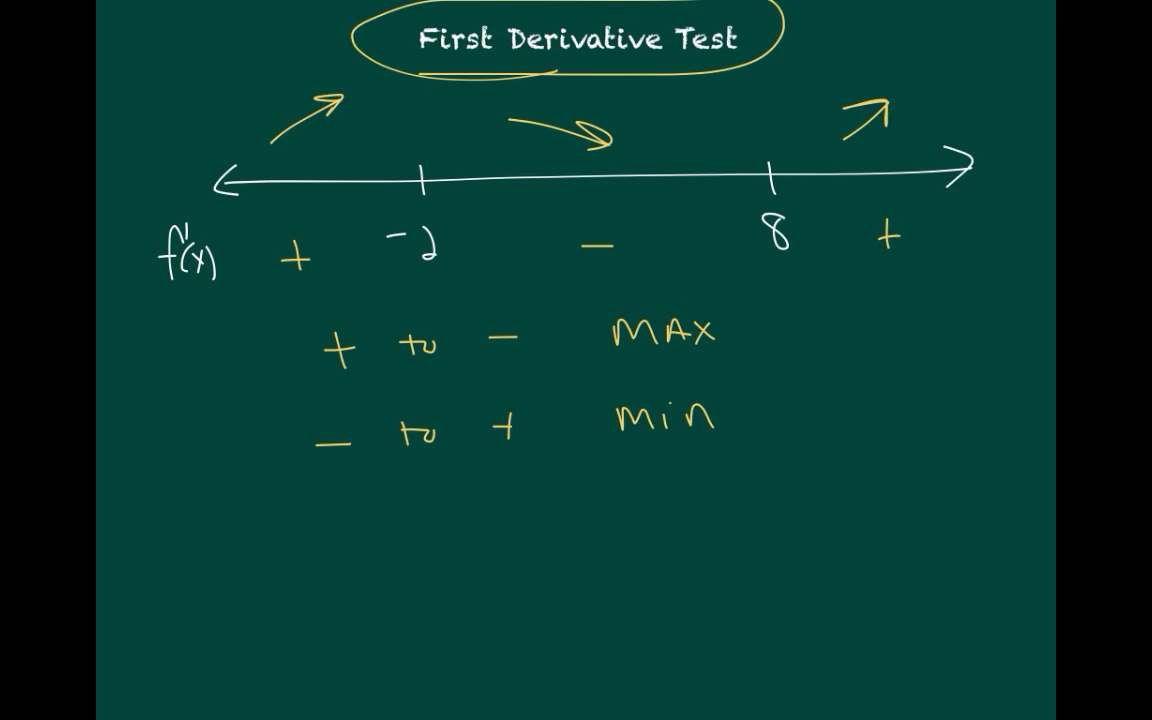 First Derivative Test
f'(x) + -2 - 8 +
+ to - MAX
- to + Min